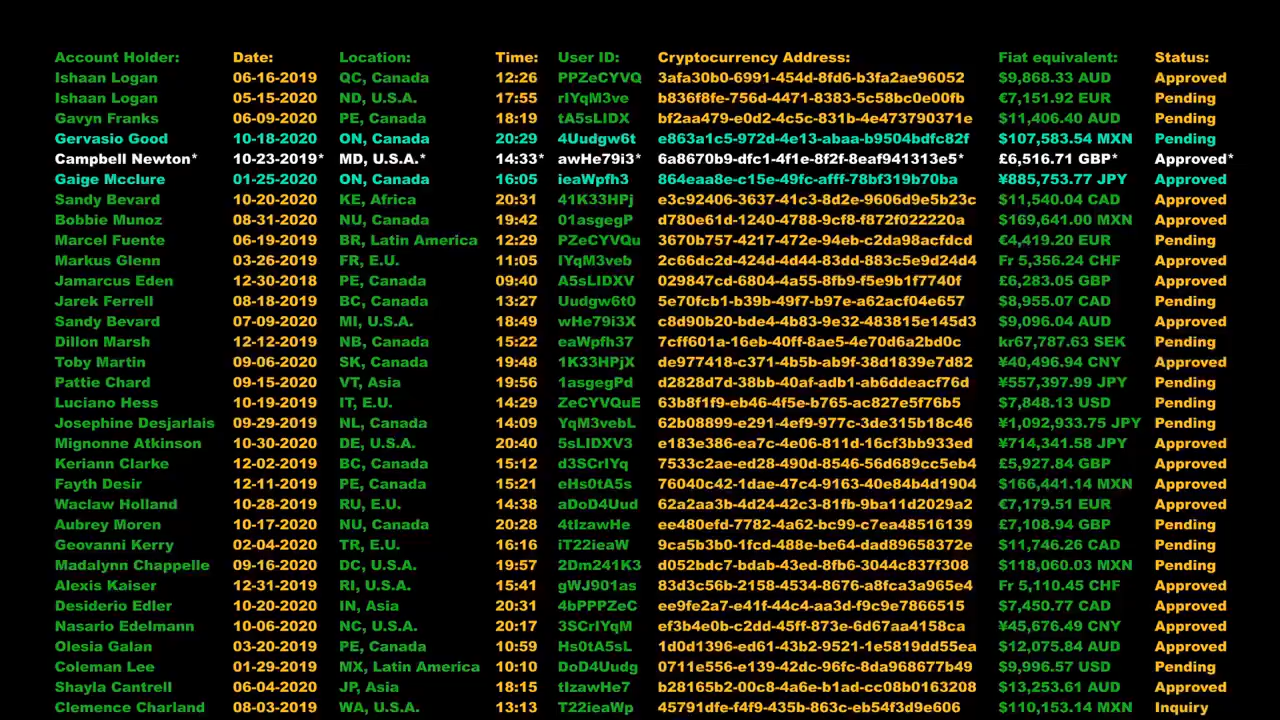 Account Holder: Date: Location: Time: User ID: Cryptocurrency Address: Fiat equivalent: Status:
Ishaan Logan 06-16-2019 QC, Canada 12:26 PPZeCYVQ 3afa30b0-6991-454d-8fd6-b3fa2ae96052 $9,868.33 AUD Approved
Ishaan Logan 05-15-2020 ND, U.S.A. 17:55 rIYqM3ve b836f8fe-756d-4471-8383-5c58bc0e00fb €7,151.92 EUR Pending
Gavyn Franks 06-09-2020 PE, Canada 18:19 tA5sLIDX bf2aa479-e0d2-4c5c-831b-4e473790371e $11,406.40 AUD Pending
Gervasio Good 10-18-2020 ON, Canada 20:29 4Uudgw6t e863a1c5-972d-4e13-abaa-b9504bdfc82f $107,583.54 MXN Pending
Campbell Newton* 10-23-2019* MD, U.S.A.* 14:33* awHe79i3* 6a8670b9-dfc1-4f1e-8f2f-8eaf941313e5* £6,516.71 GBP* Approved*
Gaige Mcclure 01-25-2020 ON, Canada 16:05 ieaWpfh3 864eaa8e-c15e-49fc-afff-78bf319b70ba ¥885,753.77 JPY Approved
Sandy Bevard 10-20-2020 KE, Africa 20:31 41K33HPj e3c92406-3637-41c3-8d2e-9606d9e5b23c $11,540.04 CAD Approved
Bobbie Munoz 08-31-2020 NU, Canada 19:42 01asgegP d780e61d-1240-4788-9cf8-f872f022220a $169,641.00 MXN Pending
Marcel Fuente 06-19-2019 BR, Latin America 12:29 PZeCYVQu 3670b757-4217-472e-94eb-c2da98acfdcd €4,419.20 EUR Pending
Markus Glenn 03-26-2019 FR, E.U. 11:05 IYqM3veb 2c66dc2d-424d-4d44-83dd-883c5e9d24d4 Fr 5,356.24 CHF Approved
Jamarcus Eden 12-30-2018 PE, Canada 09:40 A5sLIDXV 029847cd-6804-4a55-8fb9-f5e9b1f7740f £6,283.05 GBP Approved
Jarek Ferrell 08-18-2019 BC, Canada 13:27 Uudgw6t0 5e70fcb1-b39b-49f7-b97e-a62acf04e657 $8,955.07 CAD Pending
Sandy Bevard 07-09-2020 MI, U.S.A. 18:49 wHe79i3X c8d90b20-bde4-4b83-9e32-483815e145d3 $9,096.04 AUD Approved
Dillon Marsh 12-12-2019 NB, Canada 15:22 eaWpfh37 7cff601a-16eb-40ff-8ae5-4e70d6a2bd0c kr67,787.63 SEK Pending
Toby Martin 09-06-2020 SK, Canada 19:48 1K33HPjX de977418-c371-4b5b-ab9f-38d1839e7d82 ¥40,496.94 CNY Approved
Pattie Chard 09-15-2020 VT, Asia 19:56 1asgegPd d2828d7d-38bb-40af-adb1-ab6ddeacf76d ¥557,397.99 JPY Pending
Luciano Hess 10-19-2019 IT, E.U. 14:29 ZeCYVQuE 63b8f1f9-eb46-4f5e-b765-ac827e5f76b5 $7,848.13 USD Pending
Josephine Desjarlais 09-29-2019 NL, Canada 14:09 YqM3vebL 62b08899-e291-4ef9-977c-3de315b18c46 ¥1,092,933.75 JPY Pending
Mignonne Atkinson 10-30-2020 DE, U.S.A. 20:40 5sLIDXV3 e183e386-ea7c-4e06-811d-16cf3bb933ed ¥714,341.58 JPY Approved
Keriann Clarke 12-02-2019 BC, Canada 15:12 d3SCrIYq 7533c2ae-ed28-490d-8546-56d689cc5eb4 £5,927.84 GBP Approved
Fayth Desir 12-11-2019 PE, Canada 15:21 eHs0tA5s 76040c42-1dae-47c4-9163-40e84b4d1904 $166,441.14 MXN Approved
Waclaw Holland 10-28-2019 RU, E.U. 14:38 aDoD4Uud 62a2aa3b-4d24-42c3-81fb-9ba11d2029a2 €7,179.51 EUR Approved
Aubrey Moren 10-17-2020 NU, Canada 20:28 4tIzawHe ee480efd-7782-4a62-bc99-c7ea48516139 £7,108.94 GBP Pending
Geovanni Kerry 02-04-2020 TR, E.U. 16:16 iT22ieaW 9ca5b3b0-1fcd-488e-be64-dad89658372e $11,746.26 CAD Pending
Madalynn Chappelle 09-16-2020 DC, U.S.A. 19:57 2Dm241K3 d052bdc7-bdab-43ed-8fb6-3044c837f308 $118,060.03 MXN Pending
Alexis Kaiser 12-31-2019 RI, U.S.A. 15:41 gWJ901as 83d3c56b-2158-4534-8676-a8fca3a965e4 Fr 5,110.45 CHF Approved
Desiderio Edler 10-20-2020 IN, Asia 20:31 4bPPPZeC ee9fe2a7-e41f-44c4-aa3d-f9c9e7866515 $7,450.77 CAD Approved
Nasario Edelmann 10-06-2020 NC, U.S.A. 20:17 3SCrIYqM ef3b4e0b-c2dd-45ff-873e-6d67aa4158ca ¥45,676.49 CNY Approved
Olesia Galan 03-20-2019 PE, Canada 10:59 Hs0tA5sL 1d0d1396-ed61-43b2-9521-1e5819dd55ea $12,075.84 AUD Approved
Coleman Lee 01-29-2019 MX, Latin America 10:10 DoD4Uudg 0711e556-e139-42dc-96fc-8da968677b49 $9,996.57 USD Pending
Shayla Cantrell 06-04-2020 JP, Asia 18:15 tIzawHe7 b28165b2-00c8-4a6e-b1ad-cc08b0163208 $13,253.61 AUD Approved
Clemence Charland 08-03-2019 WA, U.S.A. 13:13 T22ieaWp 45791dfe-f4f9-435b-863c-eb54f3d9e606 $110,153.14 MXN Inquiry